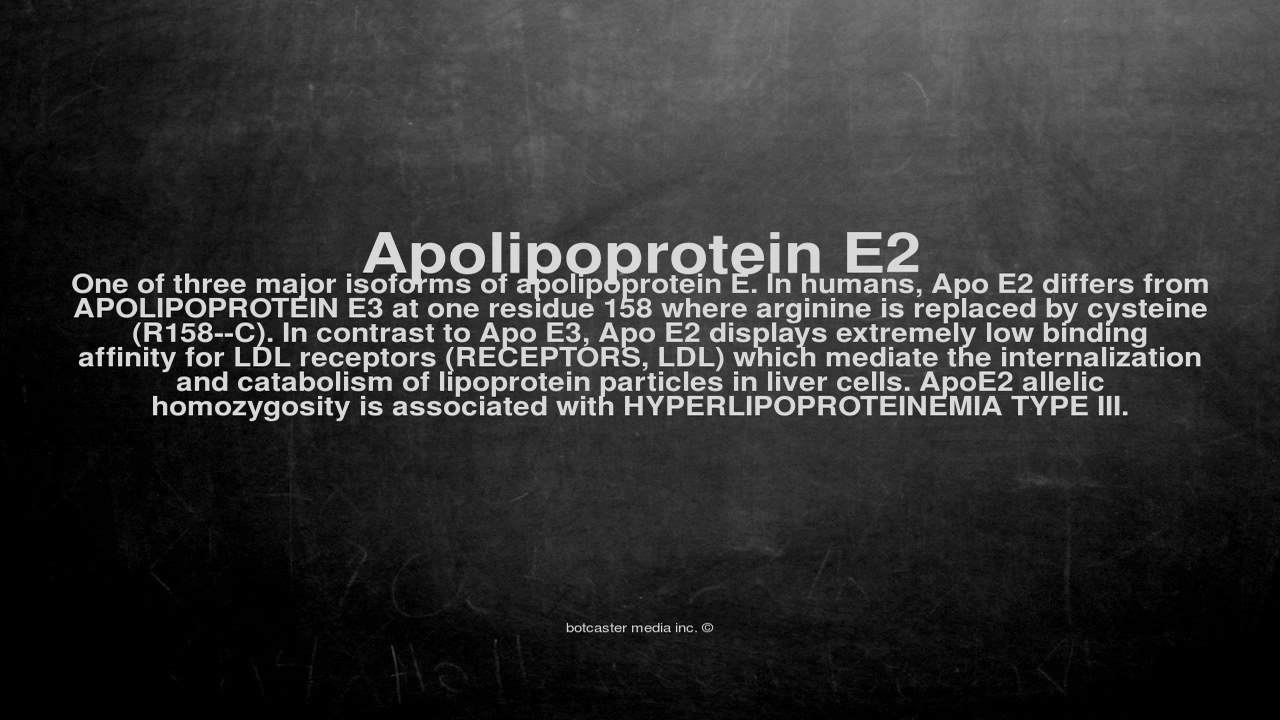 Apolipoprotein E2
One of three major isoforms of apolipoprotein E. In humans, Apo E2 differs from
APOLIPOPROTEIN E3 at one residue 158 where arginine is replaced by cysteine
(R158--C). In contrast to Apo E3, Apo E2 displays extremely low binding
affinity for LDL receptors (RECEPTORS, LDL) which mediate the internalization
and catabolism of lipoprotein particles in liver cells. ApoE2 allelic
homozygosity is associated with HYPERLIPOPROTEINEMIA TYPE III.
botcaster media inc. ©